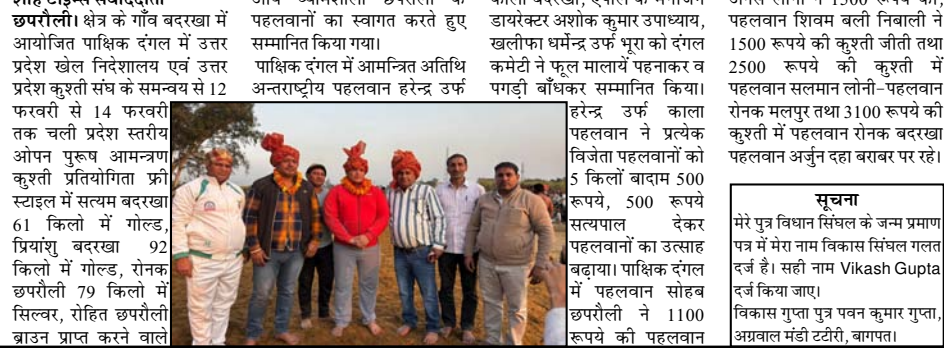 शाह टाइम्स संवाददाता
छपरौली। क्षेत्र के गाँव बदरखा में
आयोजित पाक्षिक दंगल में उत्तर
प्रदेश खेल निदेशालय एवं उत्तर
प्रदेश कुश्ती संघ के समन्वय से 12
फरवरी से 14 फरवरी
तक चली प्रदेश स्तरीय
ओपन पुरूष आमन्त्रण
कुश्ती प्रतियोगिता फ्री
स्टाइल में सत्यम बदरखा
61 किलो में गोल्ड,
प्रियांशु बदरखा 92
किलो में गोल्ड, रोनक
छपरौली 79 किलो में
सिल्वर, रोहित छपरौली
ब्राउन प्राप्त करने वाले
पहलवानों का स्वागत करते हुए
सम्मानित किया गया।
पाक्षिक दंगल में आमन्त्रित अतिथि
अन्तराष्ट्रीय पहलवान हरेन्द्र उर्फ
डायरेक्टर अशोक कुमार उपाध्याय,
खलीफा धर्मेन्द्र उर्फ भूरा को दंगल
कमेटी ने फूल मालायें पहनाकर व
पगड़ी बाँधकर सम्मानित किया।
हरेन्द्र उर्फ काला
पहलवान ने प्रत्येक
विजेता पहलवानों को
5 किलों बादाम 500
रूपये, 500 रूपये
सत्यपाल देकर
पहलवानों का उत्साह
बढ़ाया। पाक्षिक दंगल
में पहलवान सोहब
छपरौली ने 1100
रूपये की पहलवान
पहलवान शिवम बली निबाली ने
1500 रूपये की कुश्ती जीती तथा
2500 रूपये की कुश्ती में
पहलवान सलमान लोनी-पहलवान
रोनक मलपुर तथा 3100 रूपये की
कुश्ती में पहलवान रोनक बदरखा
पहलवान अर्जुन दहा बराबर पर रहे।
सूचना
मेरे पुत्र विधान सिंघल के जन्म प्रमाण
पत्र में मेरा नाम विकास सिंघल गलत
दर्ज है। सही नाम Vikash Gupta
दर्ज किया जाए।
विकास गुप्ता पुत्र पवन कुमार गुप्ता,
अग्रवाल मंडी टटीरी, बागपत।